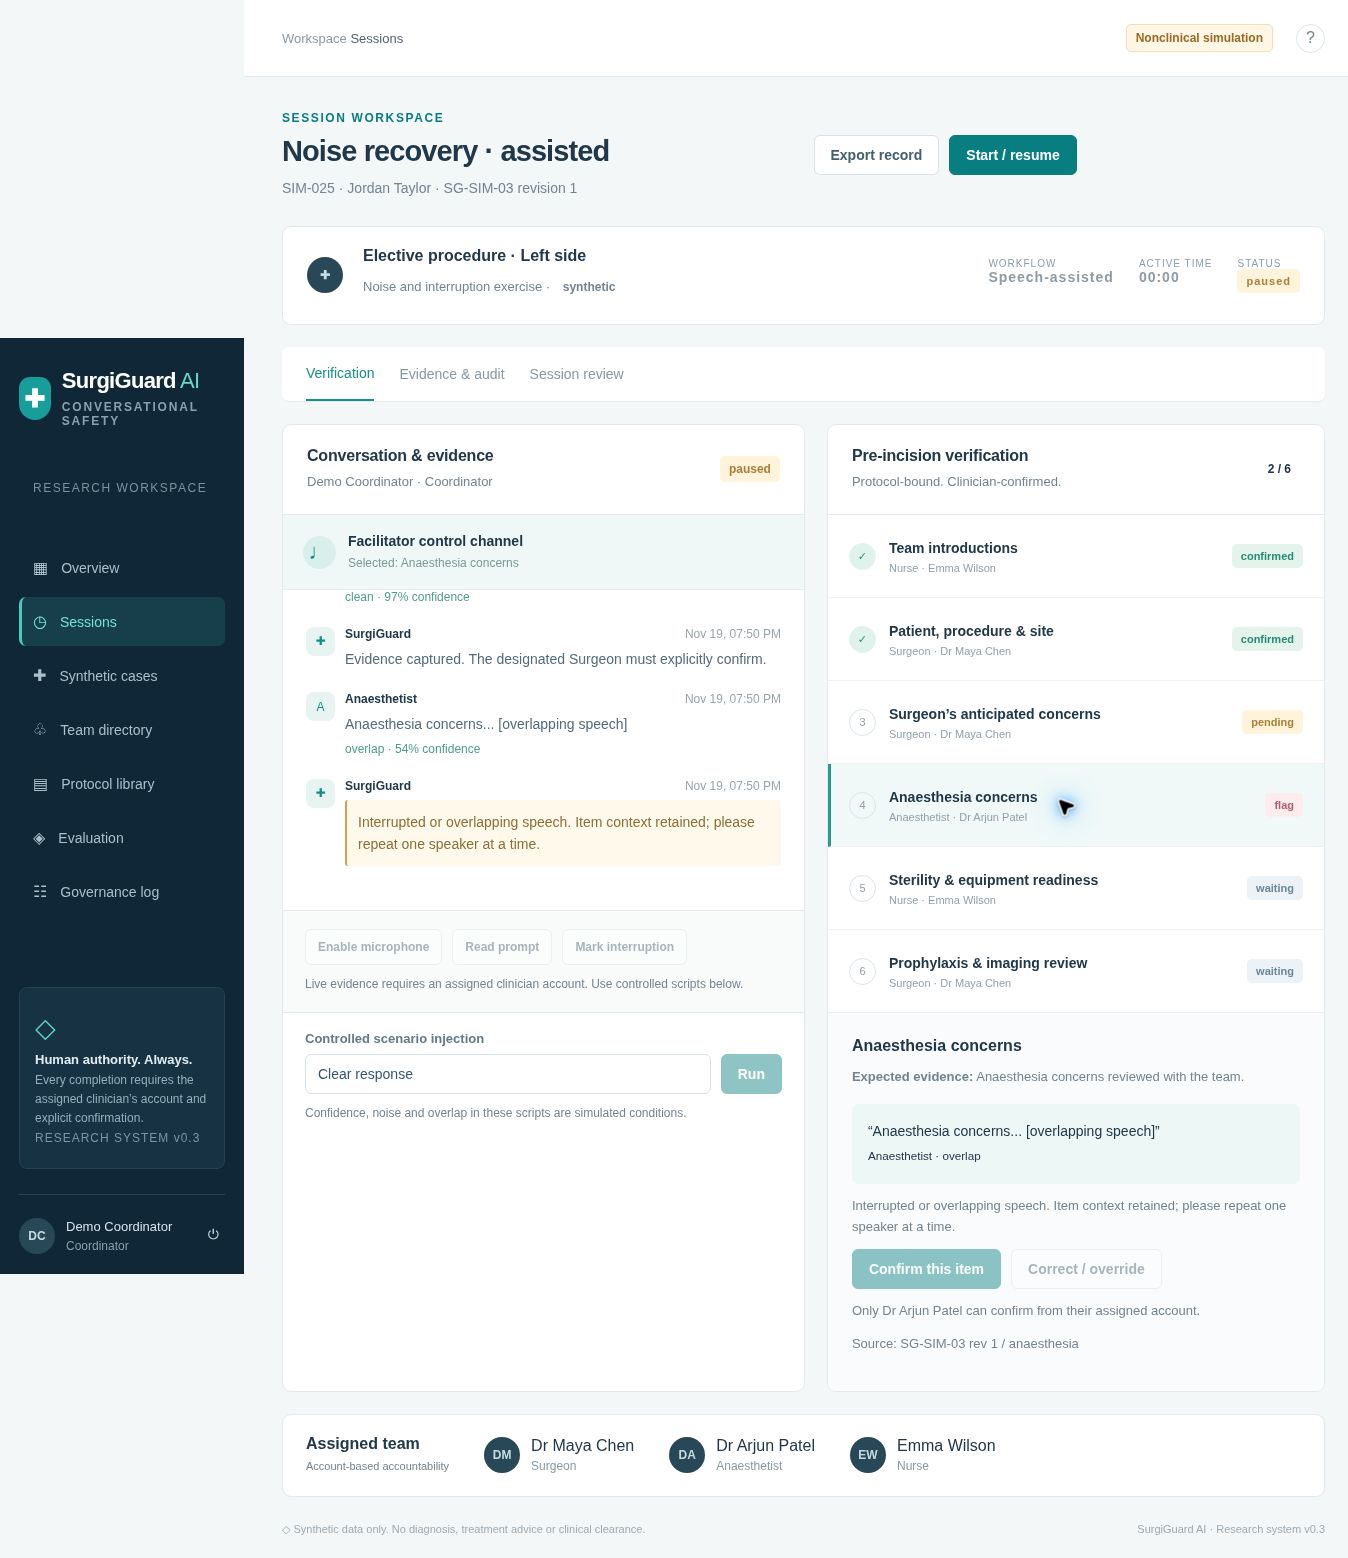 Workspace Sessions
Nonclinical simulation
?
SESSION WORKSPACE
Noise recovery · assisted
SIM-025 · Jordan Taylor · SG-SIM-03 revision 1
Export record
Start / resume
Elective procedure · Left side
Noise and interruption exercise · synthetic
WORKFLOW
Speech-assisted
ACTIVE TIME
00:00
STATUS
paused
SurgiGuard AI
CONVERSATIONAL
SAFETY
RESEARCH WORKSPACE
Overview
Sessions
Synthetic cases
Team directory
Protocol library
Evaluation
Governance log
Human authority. Always.
Every completion requires the
assigned clinician's account and
explicit confirmation.
RESEARCH SYSTEM v0.3
DC
Demo Coordinator
Coordinator
Verification
Evidence & audit
Session review
Conversation & evidence
Demo Coordinator · Coordinator
paused
Facilitator control channel
Selected: Anaesthesia concerns
clean · 97% confidence
SurgiGuard
Nov 19, 07:50 PM
Evidence captured. The designated Surgeon must explicitly confirm.
A
Anaesthetist
Nov 19, 07:50 PM
Anaesthesia concerns... [overlapping speech]
overlap · 54% confidence
SurgiGuard
Nov 19, 07:50 PM
Interrupted or overlapping speech. Item context retained; please
repeat one speaker at a time.
Enable microphone
Read prompt
Mark interruption
Live evidence requires an assigned clinician account. Use controlled scripts below.
Controlled scenario injection
Clear response
Run
Confidence, noise and overlap in these scripts are simulated conditions.
Pre-incision verification
Protocol-bound. Clinician-confirmed.
2 / 6
✓
Team introductions
Nurse · Emma Wilson
confirmed
✓
Patient, procedure & site
Surgeon · Dr Maya Chen
confirmed
3
Surgeon’s anticipated concerns
Surgeon · Dr Maya Chen
pending
4
Anaesthesia concerns
Anaesthetist · Dr Arjun Patel
flag
5
Sterility & equipment readiness
Nurse · Emma Wilson
waiting
6
Prophylaxis & imaging review
Surgeon · Dr Maya Chen
waiting
Anaesthesia concerns
Expected evidence: Anaesthesia concerns reviewed with the team.
“Anaesthesia concerns... [overlapping speech]”
Anaesthetist · overlap
Interrupted or overlapping speech. Item context retained; please repeat one
speaker at a time.
Confirm this item
Correct / override
Only Dr Arjun Patel can confirm from their assigned account.
Source: SG-SIM-03 rev 1 / anaesthesia
Assigned team
Account-based accountability
DM
Dr Maya Chen
Surgeon
DA
Dr Arjun Patel
Anaesthetist
EW
Emma Wilson
Nurse
◇ Synthetic data only. No diagnosis, treatment advice or clinical clearance.
SurgiGuard AI · Research system v0.3